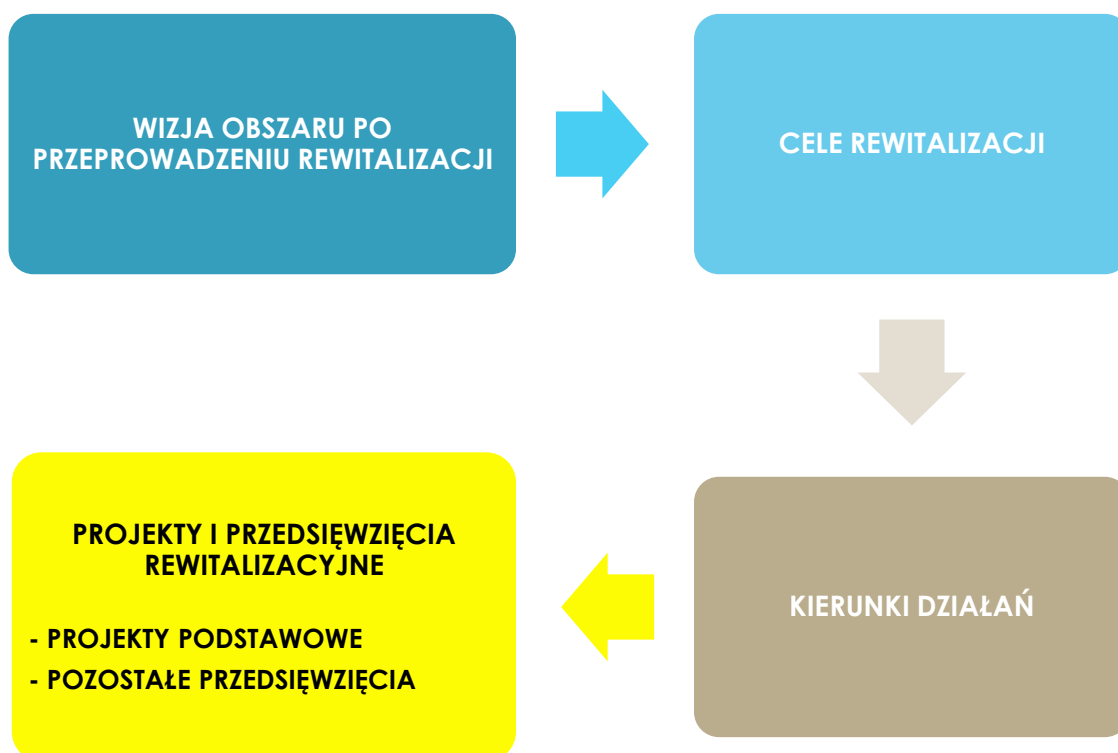 WIZJA OBSZARU PO
PRZEPROWADZENIU REWITALIZACJI
CELE REWITALIZACJI
KIERUNKI DZIAŁAŃ
PROJEKTY I PRZEDSIĘWZIĘCIA
REWITALIZACYJNE
- PROJEKTY PODSTAWOWE
- POZOSTAŁE PRZEDSIĘWZIĘCIA